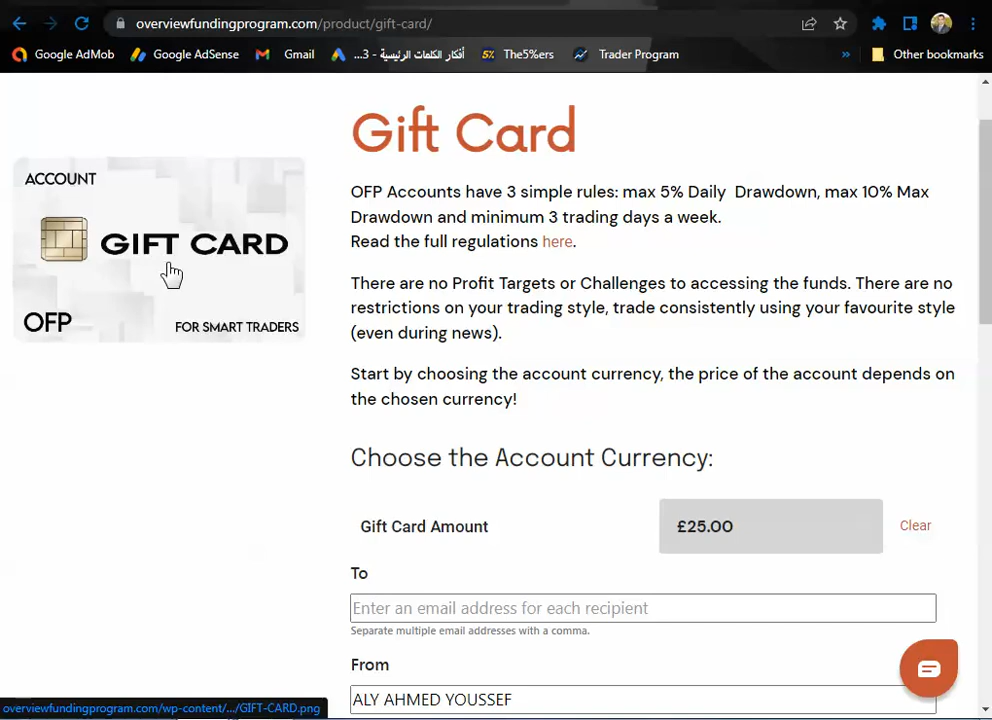 overviewfundingprogram.com/product/gift-card/
Google AdMob
Google AdSense
Gmail
أفكار الكلمات الرئيسية - 3...
5%
The5%ers
Trader Program
»
Other bookmarks
ACCOUNT
GIFT CARD
OFP
FOR SMART TRADERS
Gift Card
OFP Accounts have 3 simple rules: max 5% Daily Drawdown, max 10% Max
Drawdown and minimum 3 trading days a week.
Read the full regulations here.
There are no Profit Targets or Challenges to accessing the funds. There are no
restrictions on your trading style, trade consistently using your favourite style
(even during news).
Start by choosing the account currency, the price of the account depends on
the chosen currency!
Choose the Account Currency:
Gift Card Amount
£25.00
Clear
To
Enter an email address for each recipient
Separate multiple email addresses with a comma.
From
ALY AHMED YOUSSEF
overviewfundingprogram.com/wp-content/.../GIFT-CARD.png